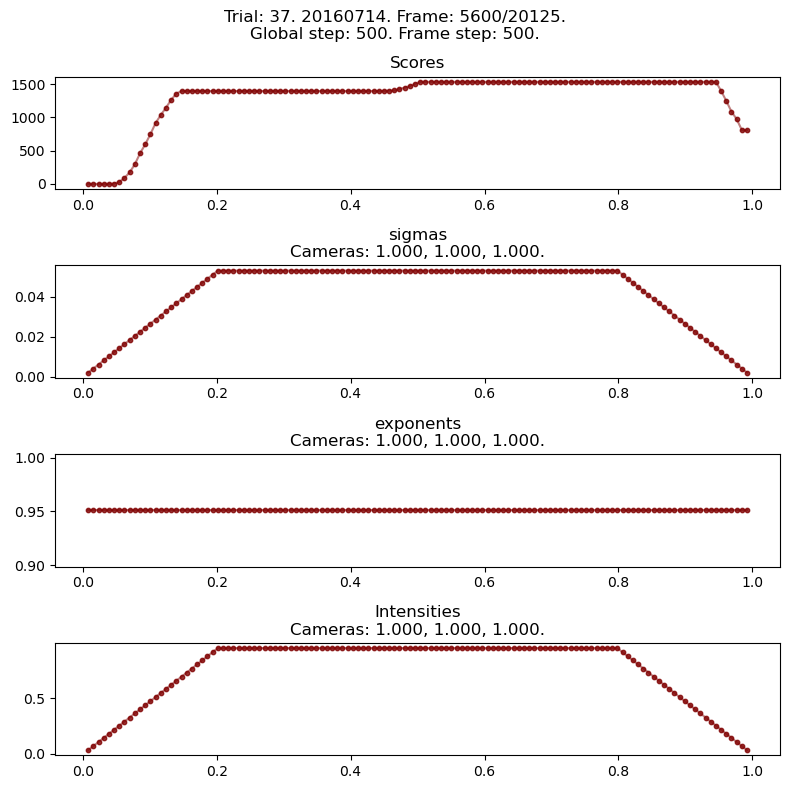 Trial: 37. 20160714. Frame: 5600/20125.
Global step: 500. Frame step: 500.
Scores
1500
1000
500
0
0.0 0.2 0.4 0.6 0.8 1.0
sigmas
Cameras: 1.000, 1.000, 1.000.
0.04
0.02
0.00
0.0 0.2 0.4 0.6 0.8 1.0
exponents
Cameras: 1.000, 1.000, 1.000.
1.00
0.95
0.90
0.0 0.2 0.4 0.6 0.8 1.0
Intensities
Cameras: 1.000, 1.000, 1.000.
0.5
0.0
0.0 0.2 0.4 0.6 0.8 1.0